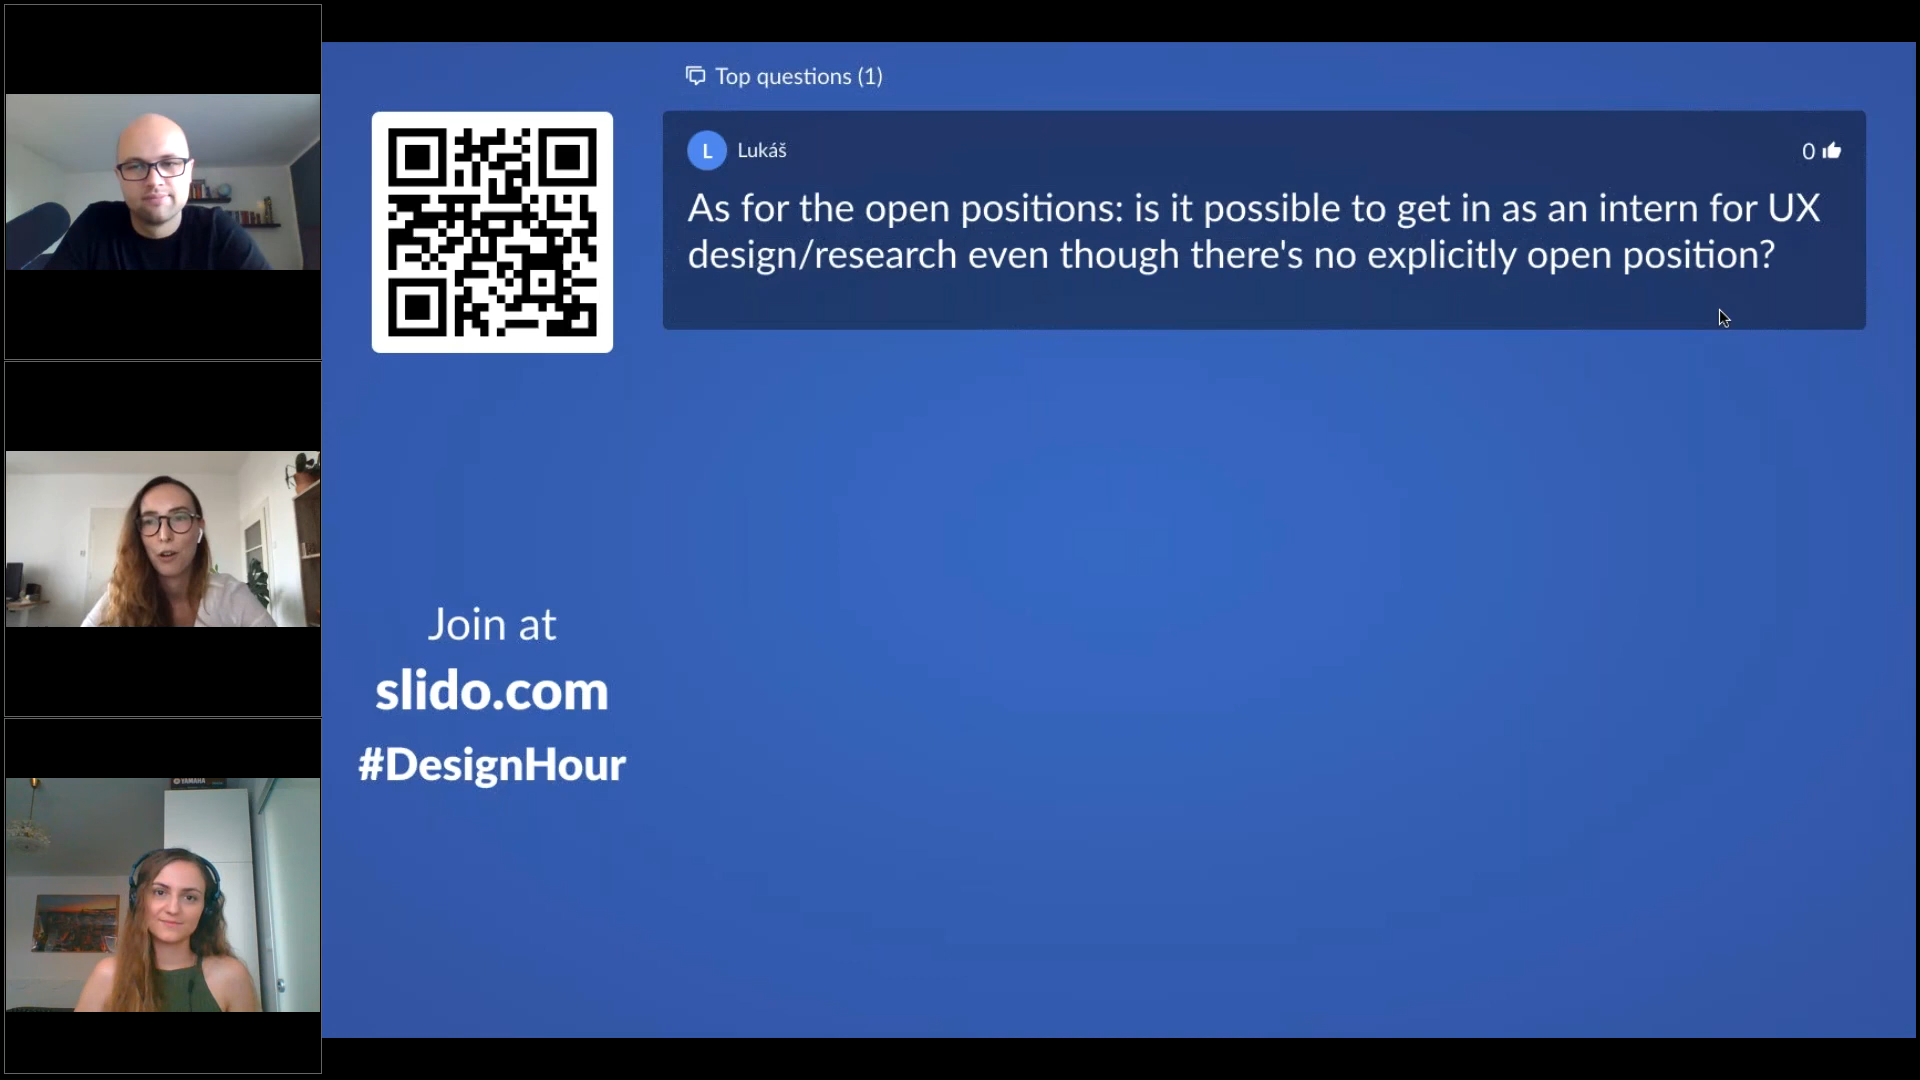 Top questions (1)
L Lukáš 0
As for the open positions: is it possible to get in as an intern for UX
design/research even though there's no explicitly open position?
Join at
slido.com
#DesignHour
YAMAHA